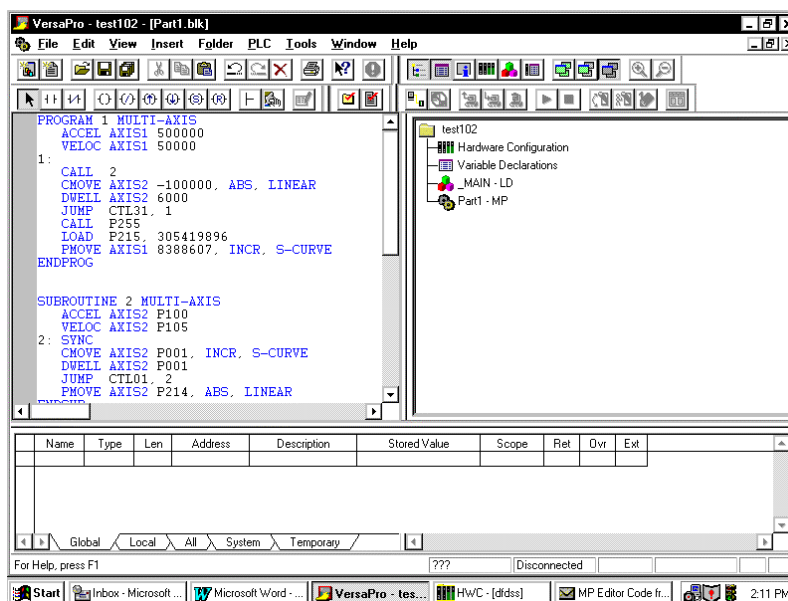 VersaPro - test102 - [Part1.blk]
File Edit View Insert Folder PLC Tools Window Help
PROGRAM 1 MULTI-AXIS
ACCEL AXIS1 500000
VELOC AXIS1 50000
1:
CALL 2
CMOVE AXIS2 -100000, ABS, LINEAR
DWELL AXIS2 6000
JUMP CTL31, 1
CALL P255
LOAD P215, 305419896
PMOVE AXIS1 8388607, INCR, S-CURVE
ENDPROG
SUBROUTINE 2 MULTI-AXIS
ACCEL AXIS2 P100
VELOC AXIS2 P105
2: SYNC
CMOVE AXIS2 P001, INCR, S-CURVE
DWELL AXIS2 P001
JUMP CTL01, 2
PMOVE AXIS2 P214, ABS, LINEAR
ENDSUB
test102
Hardware Configuration
Variable Declarations
_MAIN - LD
Part1 - MP
Name Type Len Address Description Stored Value Scope Ret Ovr Ext
Global Local All System Temporary
For Help, press F1 ??? Disconnected
Start Inbox - Microsoft ... Microsoft Word - ... VersaPro - tes... HWC - [dfdss] MP Editor Code fr... 2:11 PM